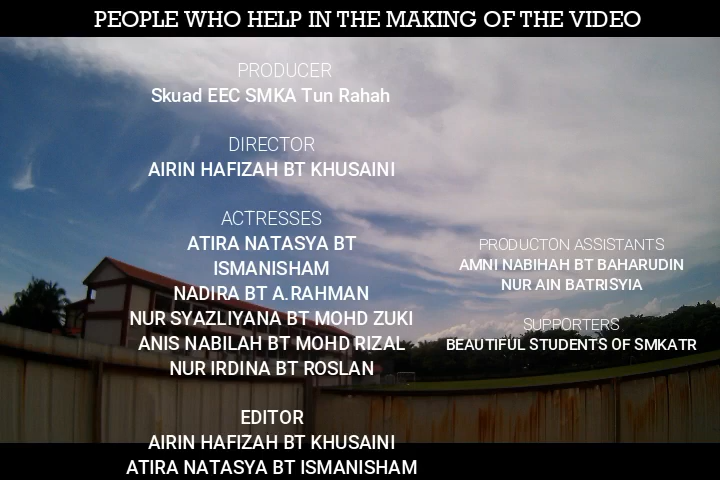 PEOPLE WHO HELP IN THE MAKING OF THE VIDEO
PRODUCER
Skuad EEC SMKA Tun Rahah
DIRECTOR
AIRIN HAFIZAH BT KHUSAINI
ACTRESSES
ATIRA NATASYA BT
ISMANISHAM
NADIRA BT A.RAHMAN
NUR SYAZLIYANA BT MOHD ZUKI
ANIS NABILAH BT MOHD RIZAL
NUR IRDINA BT ROSLAN
EDITOR
AIRIN HAFIZAH BT KHUSAINI
ATIRA NATASYA BT ISMANISHAM
PRODUCTON ASSISTANTS
AMNI NABIHAH BT BAHARUDIN
NUR AIN BATRISYIA
SUPPORTERS
BEAUTIFUL STUDENTS OF SMKATR